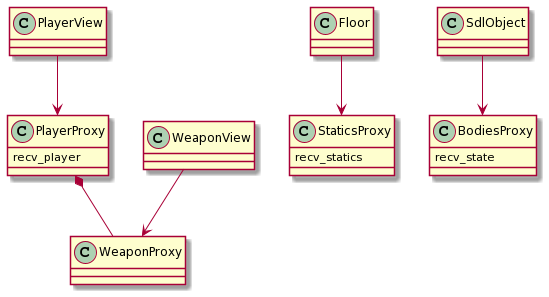 C PlayerView
C Floor
C SdlObject
C PlayerProxy
recv_player
C WeaponView
C StaticsProxy
recv_statics
C BodiesProxy
recv_state
C WeaponProxy